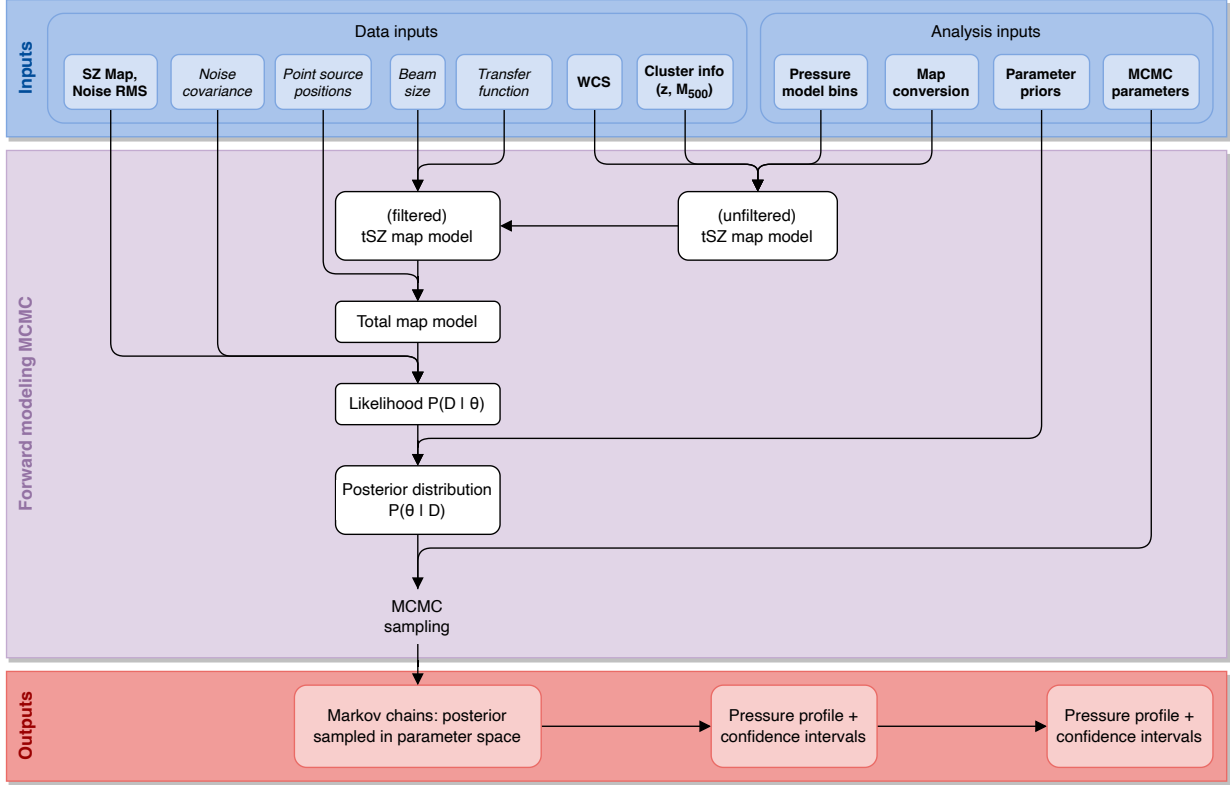 Inputs
Data inputs
SZ Map,
Noise RMS
Noise
covariance
Point source
positions
Beam
size
Transfer
function
WCS
Cluster info
(z, M500)
Analysis inputs
Pressure
model bins
Map
conversion
Parameter
priors
MCMC
parameters
Forward modeling MCMC
(filtered)
tSZ map model
(unfiltered)
tSZ map model
Total map model
Likelihood P(D | θ)
Posterior distribution
P(θ | D)
MCMC
sampling
Outputs
Markov chains: posterior
sampled in parameter space
Pressure profile +
confidence intervals
Pressure profile +
confidence intervals